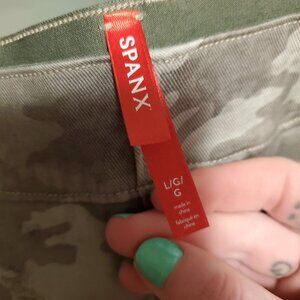 SPANX
L/G/
G
made in
china
fabriqué en
chine